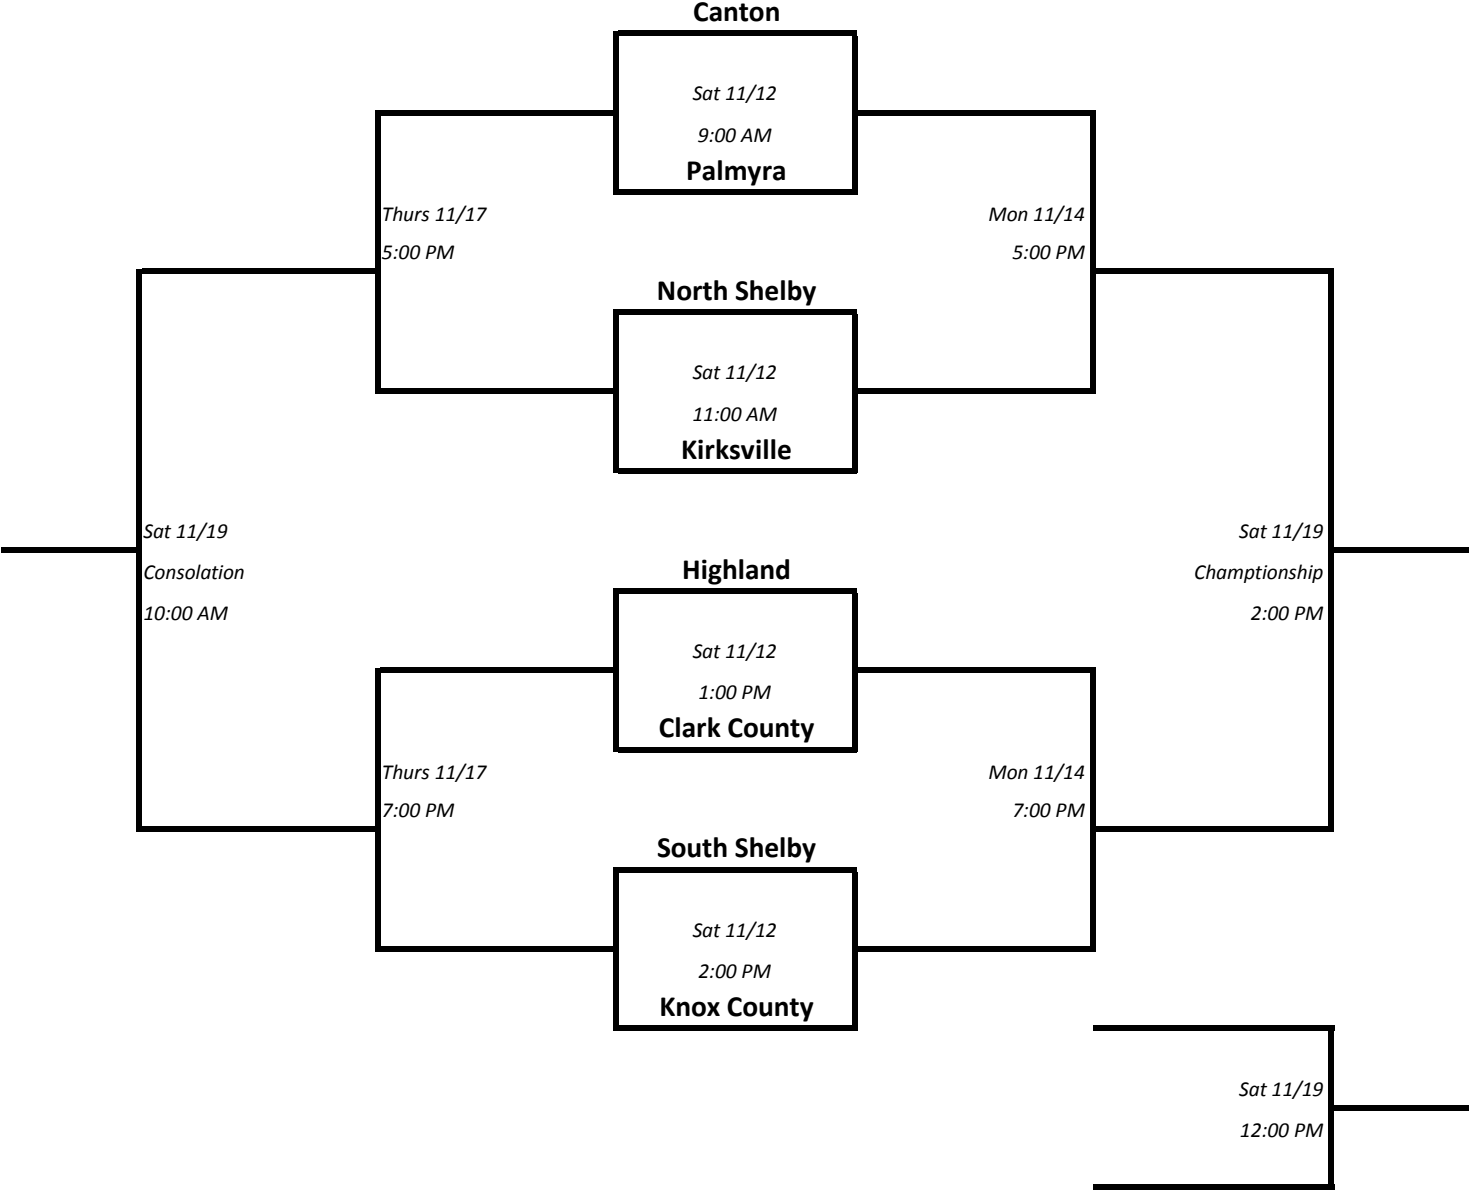 Canton
Sat 11/12
9:00 AM
Palmyra
Thurs 11/17
5:00 PM
Mon 11/14
5:00 PM
North Shelby
Sat 11/12
11:00 AM
Kirksville
Sat 11/19
Consolation
10:00 AM
Sat 11/19
Champtionship
2:00 PM
Highland
Sat 11/12
1:00 PM
Clark County
Thurs 11/17
7:00 PM
Mon 11/14
7:00 PM
South Shelby
Sat 11/12
2:00 PM
Knox County
Sat 11/19
12:00 PM